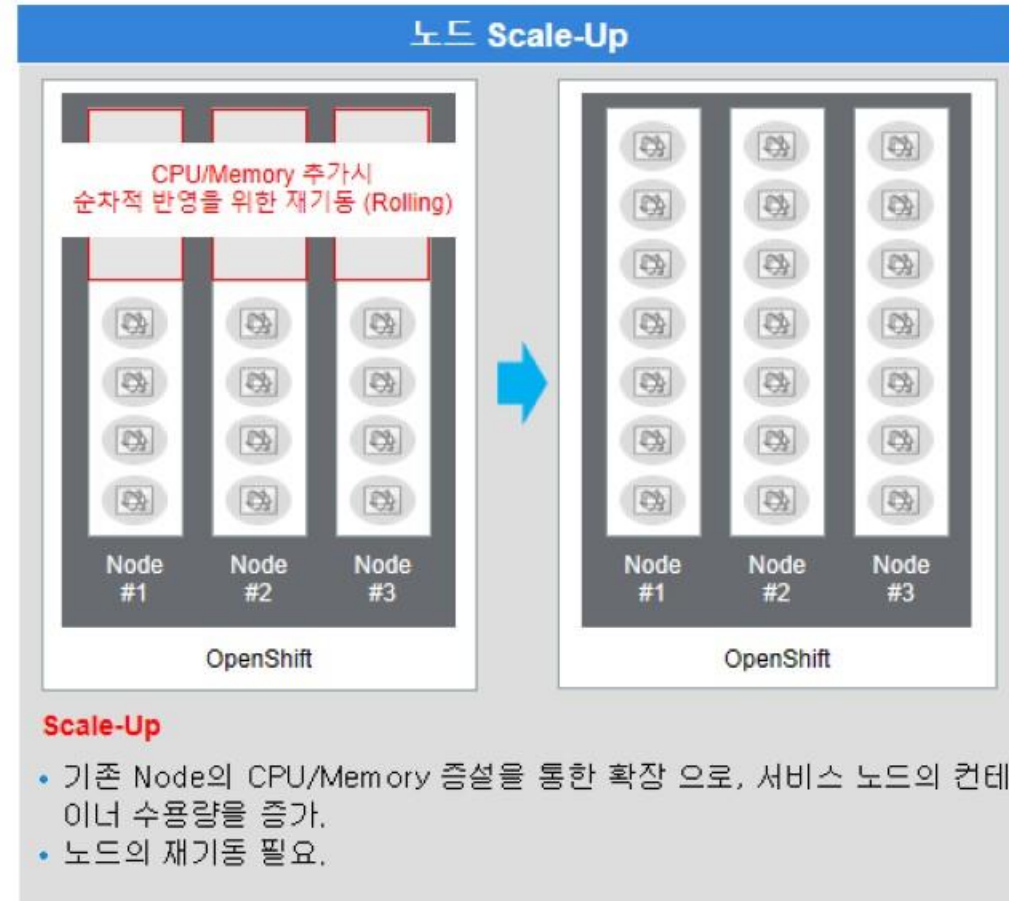 노드 Scale-Up
CPU/Memory 추가시
순차적 반영을 위한 재기동 (Rolling)
Node
#1
Node
#2
Node
#3
OpenShift
Node
#1
Node
#2
Node
#3
OpenShift
Scale-Up
• 기존 Node의 CPU/Memory 증설을 통한 확장 으로, 서비스 노드의 컨테
이너 수용량을 증가.
• 노드의 재기동 필요.